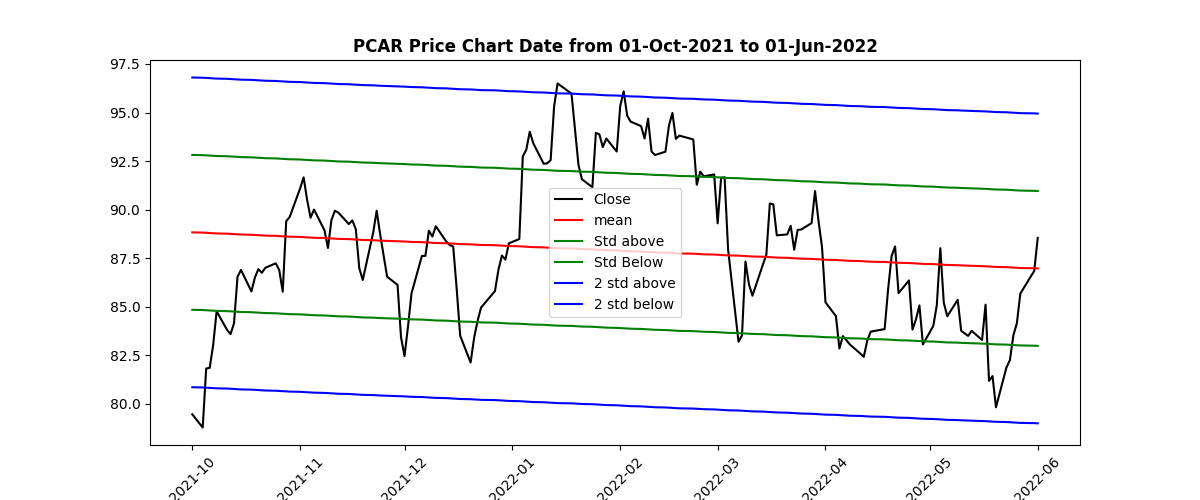 PCAR Price Chart Date from 01-Oct-2021 to 01-Jun-2022
97.5
95.0
92.5
90.0
87.5
85.0
82.5
80.0
Close
mean
Std above
Std Below
2 std above
2 std below
2021-10
2021-11
2021-12
2022-01
2022-02
2022-03
2022-04
2022-05
2022-06